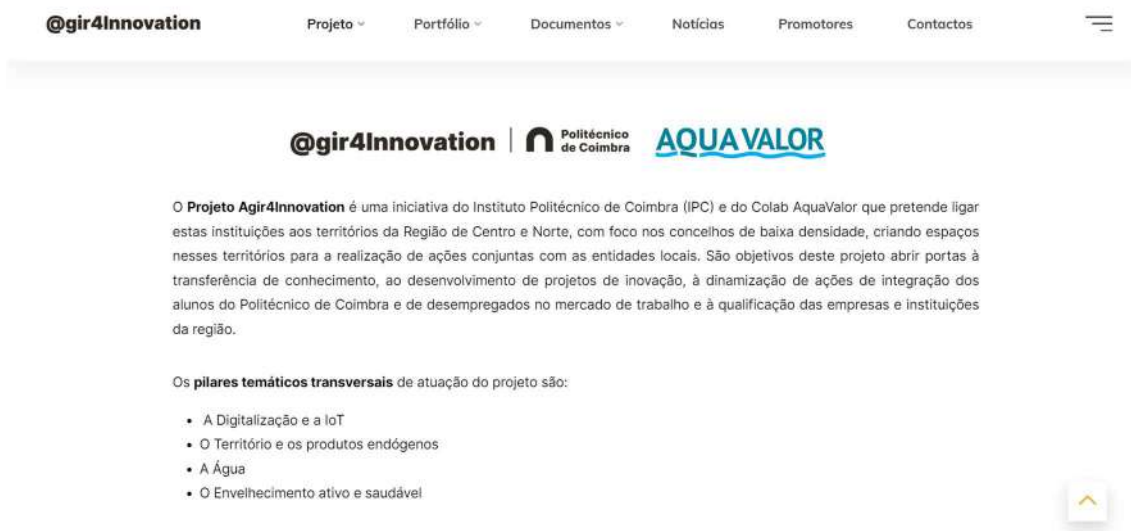 @gir4Innovation Projeto Portfólio Documentos Notícias Promotores Contactos
@gir4Innovation | Politécnico de Coimbra AQUAVALOR
O Projeto Agir4Innovation é uma iniciativa do Instituto Politécnico de Coimbra (IPC) e do Colab AquaValor que pretende ligar
estas instituições aos territórios da Região de Centro e Norte, com foco nos concelhos de baixa densidade, criando espaços
nesses territórios para a realização de ações conjuntas com as entidades locais. São objetivos deste projeto abrir portas à
transferência de conhecimento, ao desenvolvimento de projetos de inovação, à dinamização de ações de integração dos
alunos do Politécnico de Coimbra e de desempregados no mercado de trabalho e à qualificação das empresas e instituições
da região.
Os pilares temáticos transversais de atuação do projeto são:
• A Digitalização e a IoT
• O Território e os produtos endógenos
• A Água
• O Envelhecimento ativo e saudável